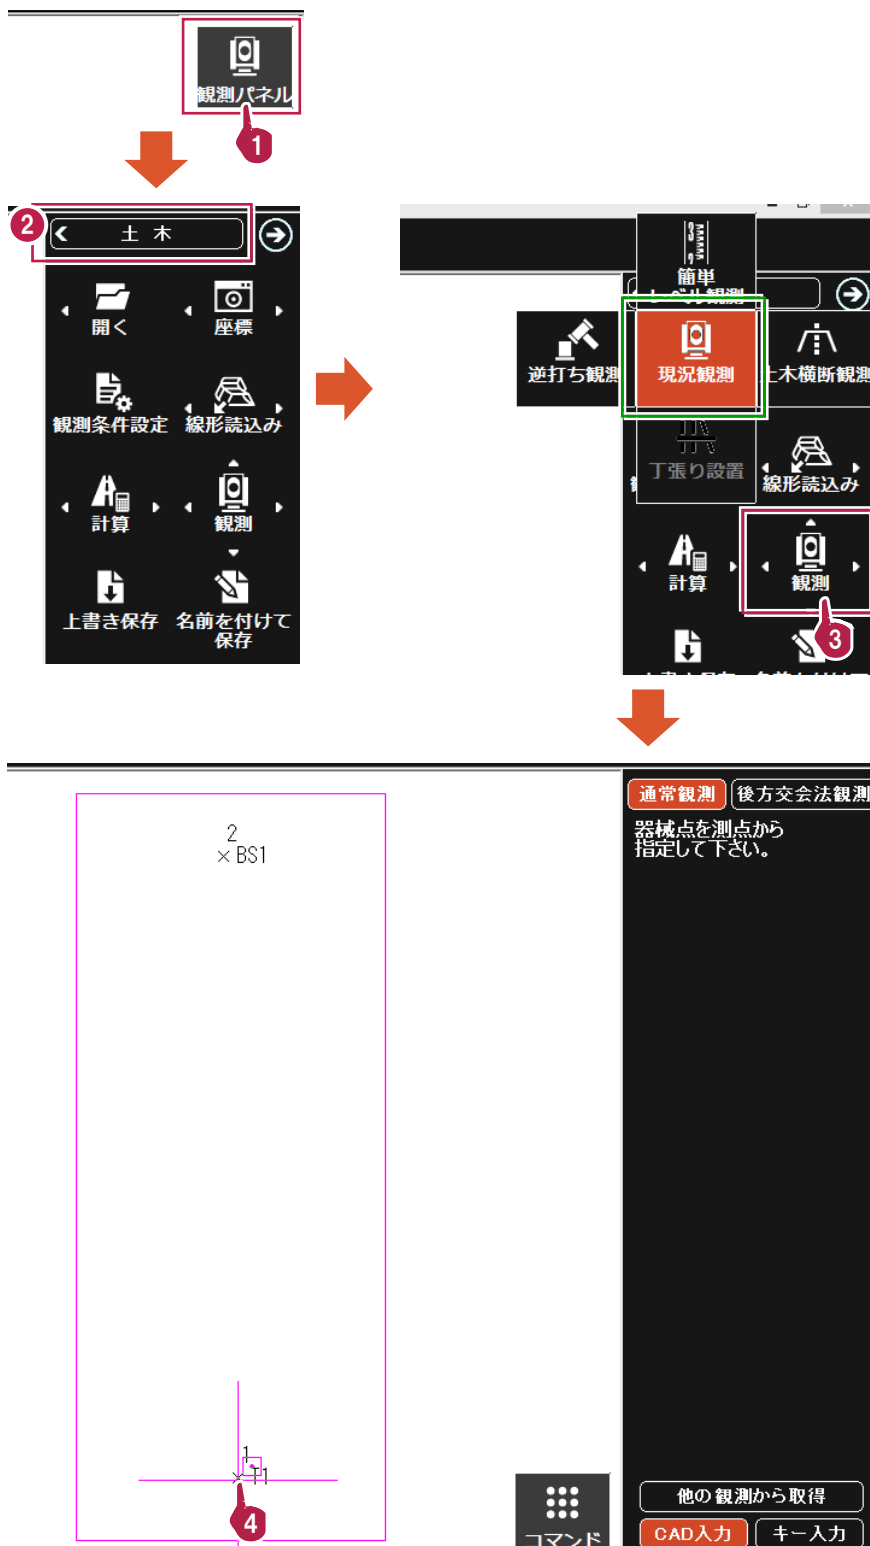 観測パネル
1
2
土 木
開く
座標
観測条件設定
線形読込み
計算
観測
上書き保存
名前を付けて
保存
簡単
レベル観測
逆打ち観測
現況観測
土木横断観測
丁張り設置
線形読込み
計算
観測
3
通常観測
後方交会法観測
器械点を測点から
指定して下さい。
2
BS1
1
T1
4
コマンド
他の観測から取得
CAD入力
キー入力